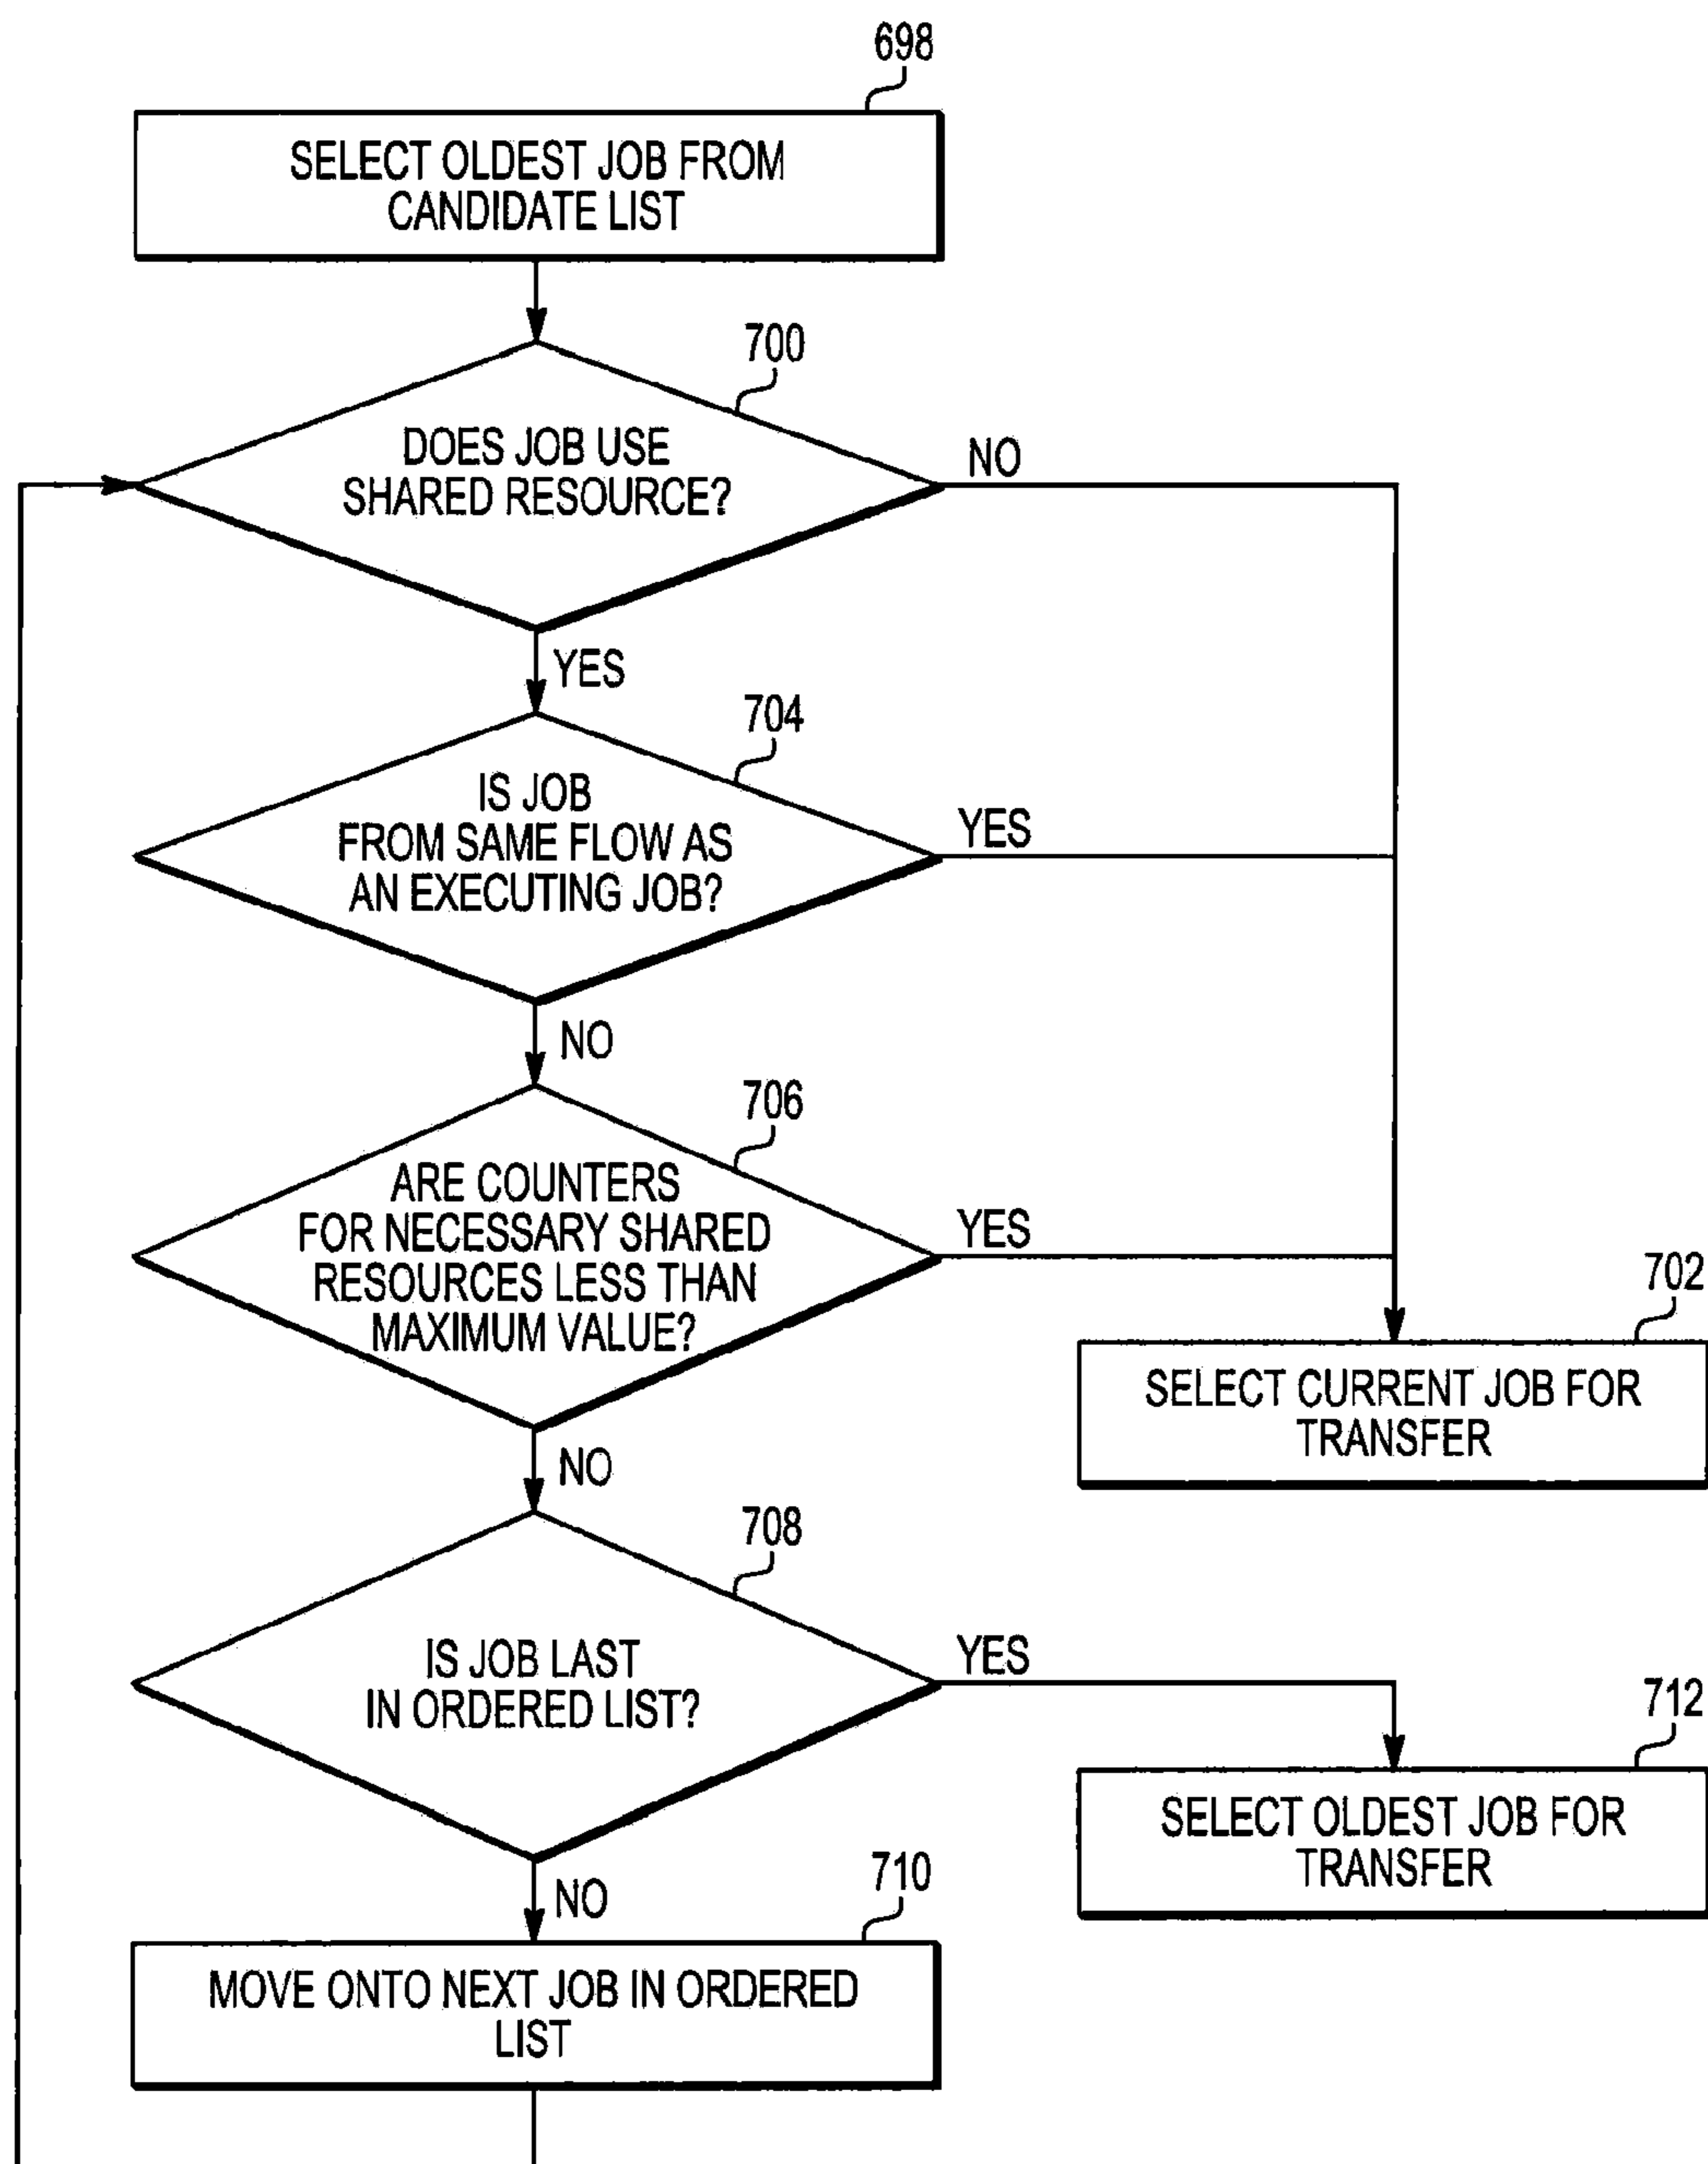 698
SELECT OLDEST JOB FROM
CANDIDATE LIST
700
DOES JOB USE
SHARED RESOURCE?
NO
YES
704
IS JOB
FROM SAME FLOW AS
AN EXECUTING JOB?
YES
NO
706
ARE COUNTERS
FOR NECESSARY SHARED
RESOURCES LESS THAN
MAXIMUM VALUE?
YES
702
SELECT CURRENT JOB FOR
TRANSFER
NO
708
IS JOB LAST
IN ORDERED LIST?
YES
712
SELECT OLDEST JOB FOR
TRANSFER
NO
710
MOVE ONTO NEXT JOB IN ORDERED
LIST